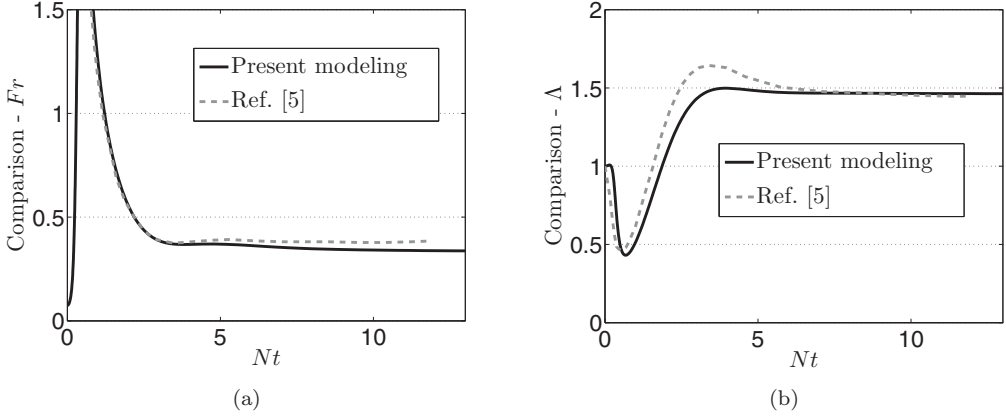 Comparison - Fr
1.5
1
0.5
0
0
5
10
Nt
Present modeling
Ref. [5]
(a)
Comparison - Λ
2
1.5
1
0.5
0
0
5
10
Nt
Present modeling
Ref. [5]
(b)